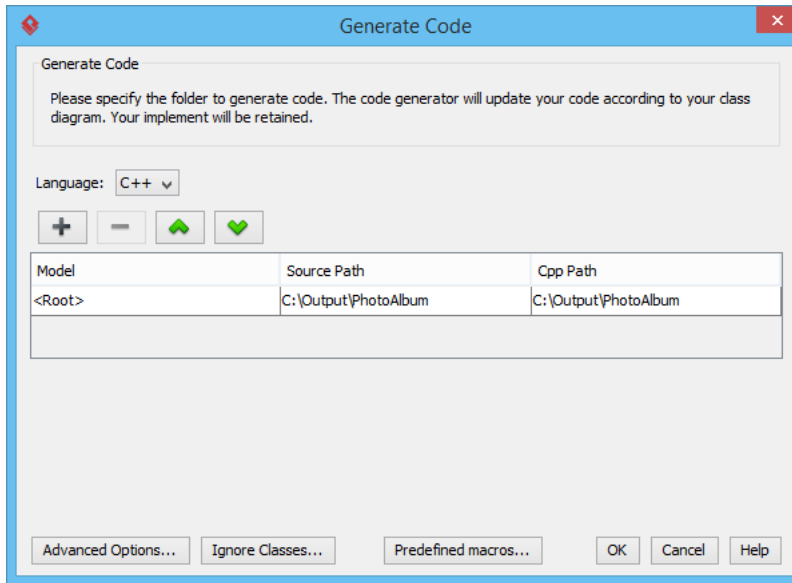 Generate Code
Generate Code
Please specify the folder to generate code. The code generator will update your code according to your class
diagram. Your implement will be retained.
Language: C++
Model Source Path Cpp Path
<Root> C:\Output\PhotoAlbum C:\Output\PhotoAlbum
Advanced Options... Ignore Classes... Predefined macros... OK Cancel Help